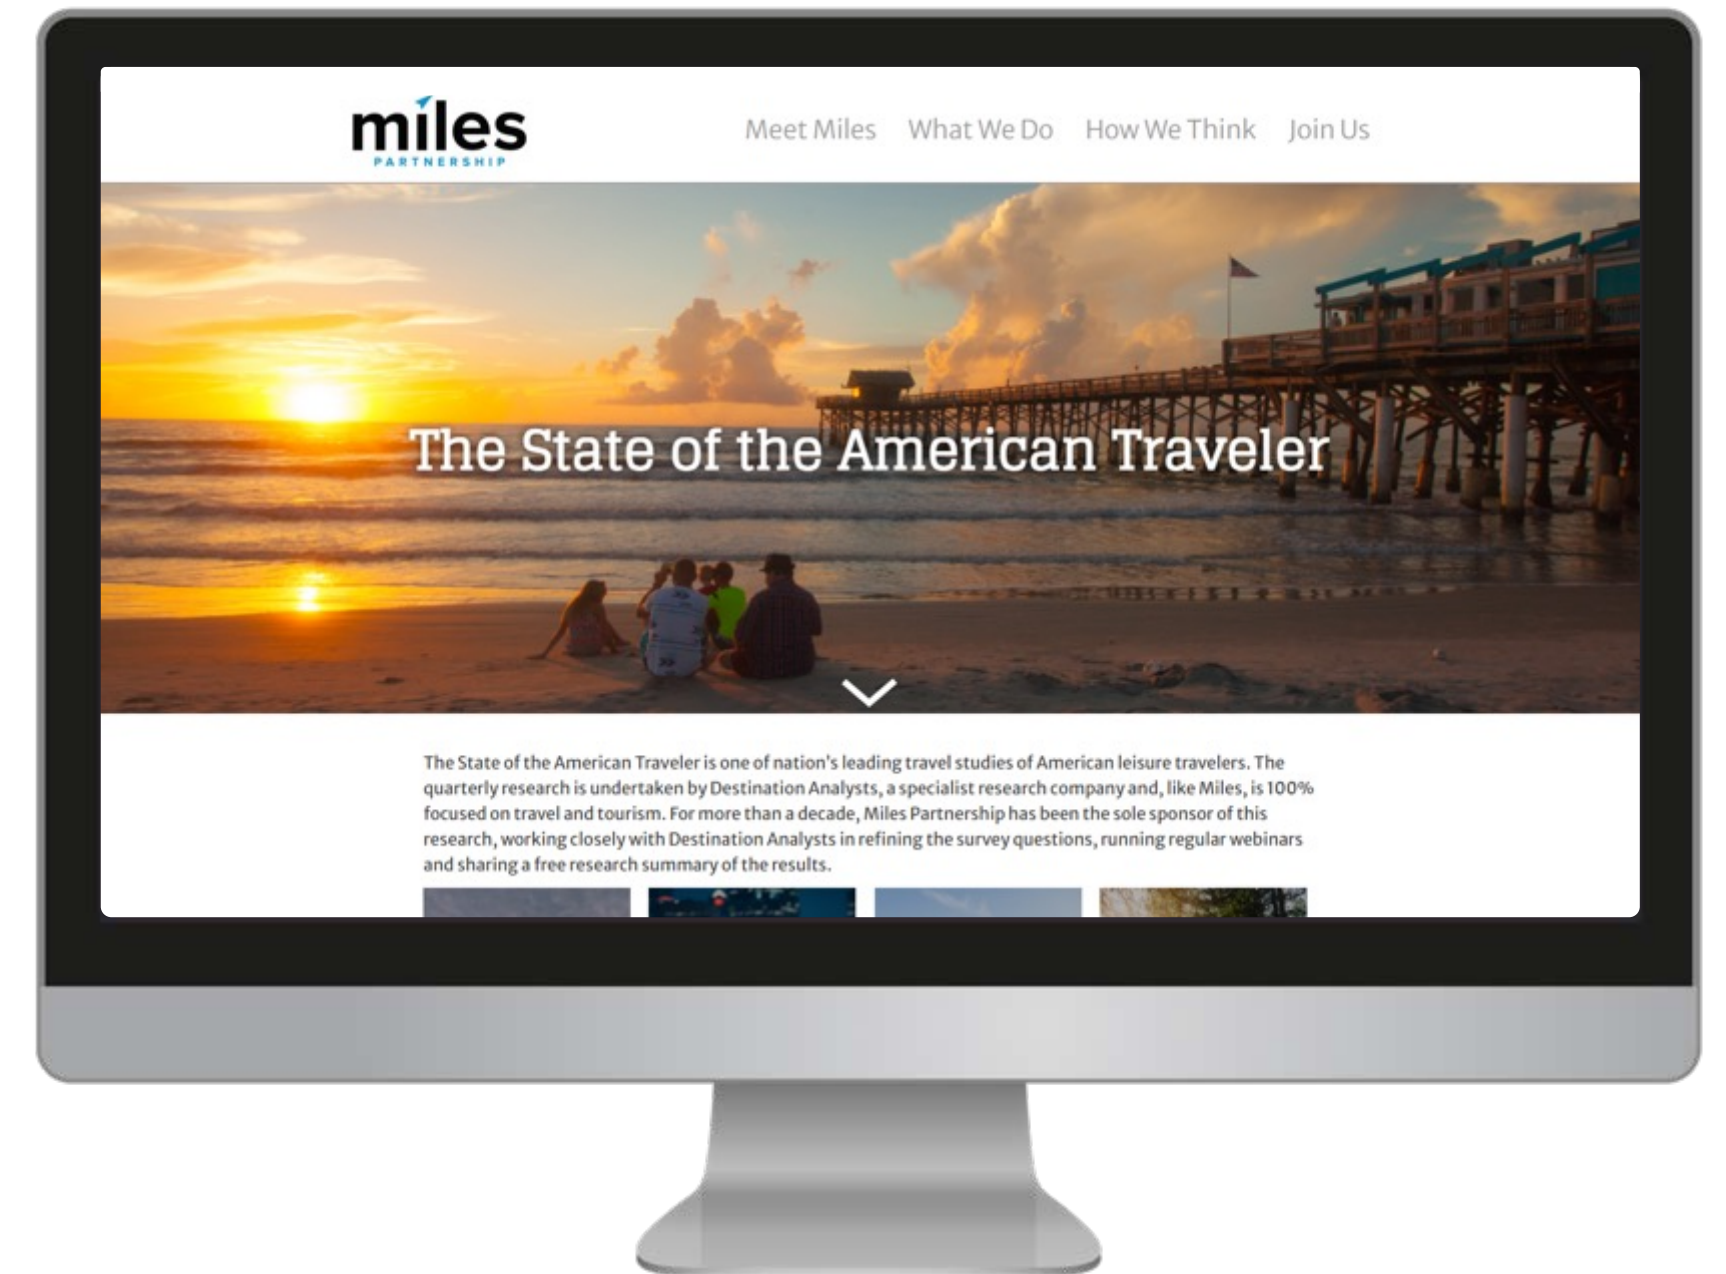 miles
PARTNERSHIP
Meet Miles What We Do How We Think Join Us
The State of the American Traveler
The State of the American Traveler is one of nation's leading travel studies of American leisure travelers. The
quarterly research is undertaken by Destination Analysts, a specialist research company and, like Miles, is 100%
focused on travel and tourism. For more than a decade, Miles Partnership has been the sole sponsor of this
research, working closely with Destination Analysts in refining the survey questions, running regular webinars
and sharing a free research summary of the results.